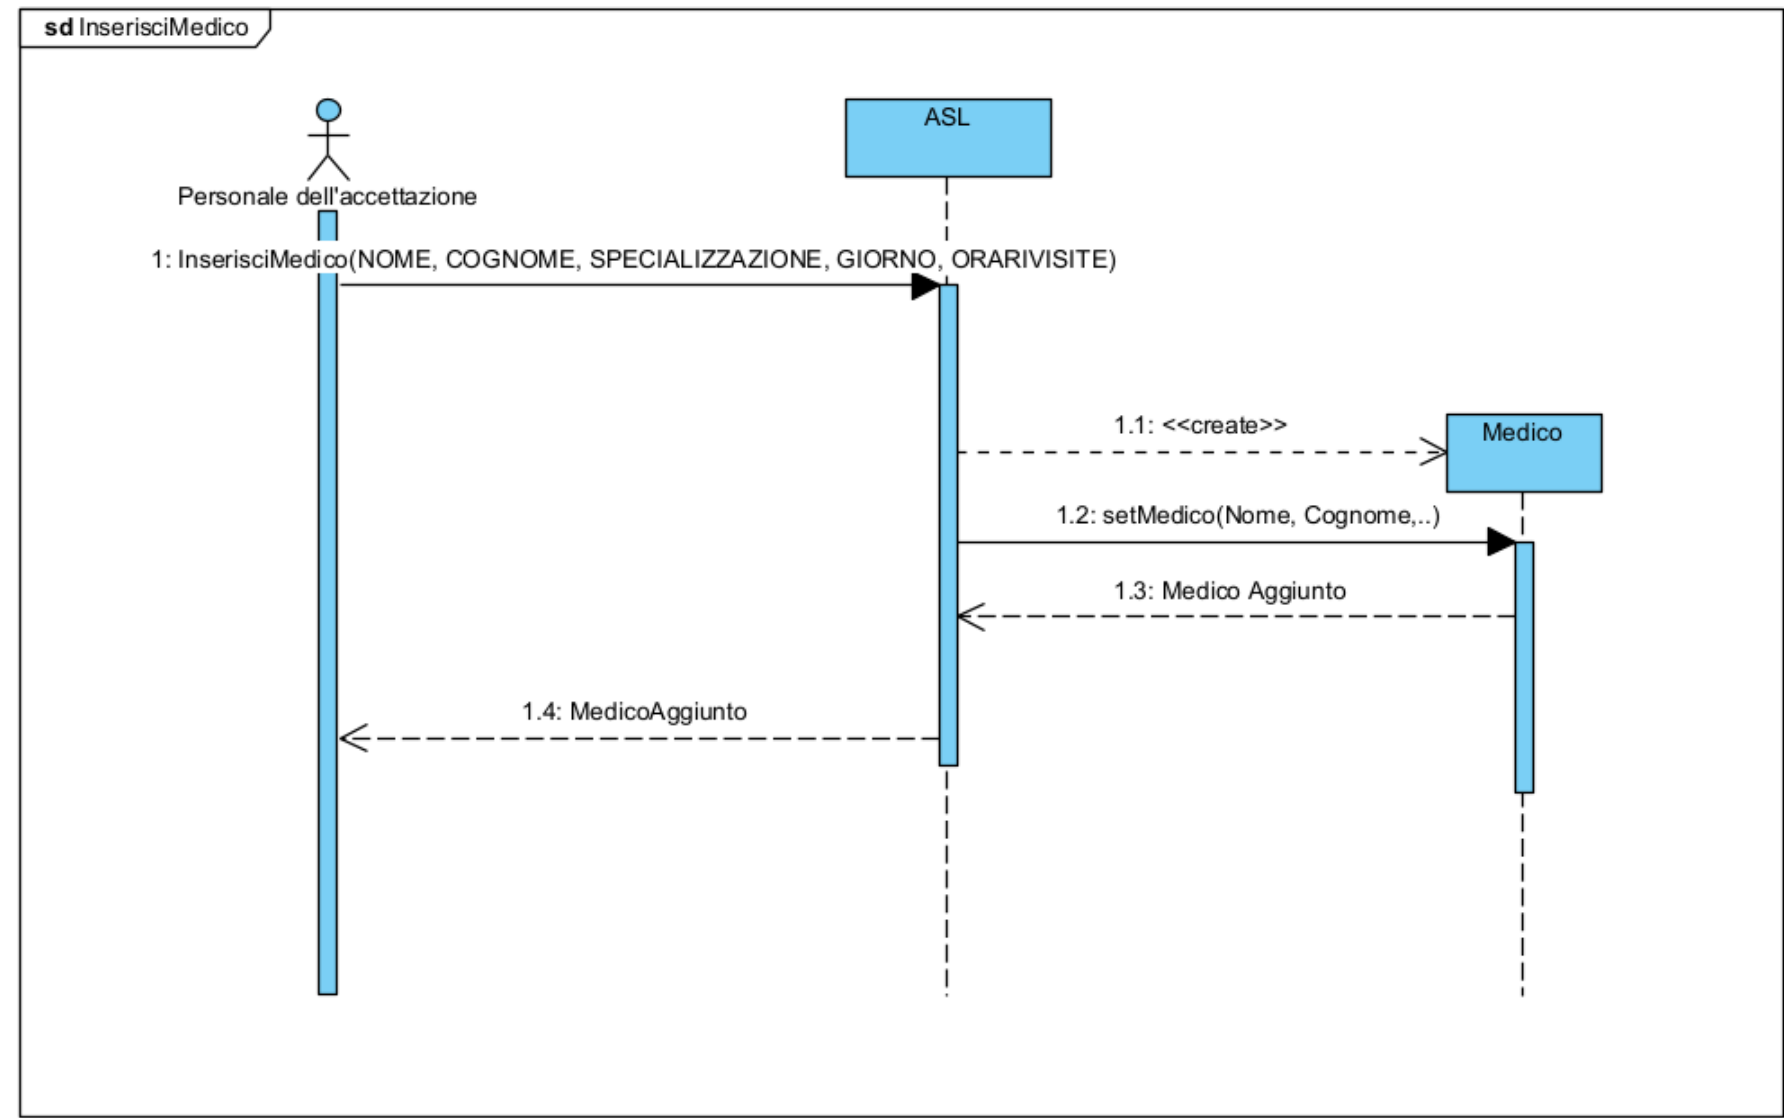 sd InserisciMedico
ASL
Personale dell'accettazione
1: InserisciMedico(NOME, COGNOME, SPECIALIZZAZIONE, GIORNO, ORARIVISITE)
1.1: <<create>>
Medico
1.2: setMedico(Nome, Cognome,..)
1.3: Medico Aggiunto
1.4: MedicoAggiunto